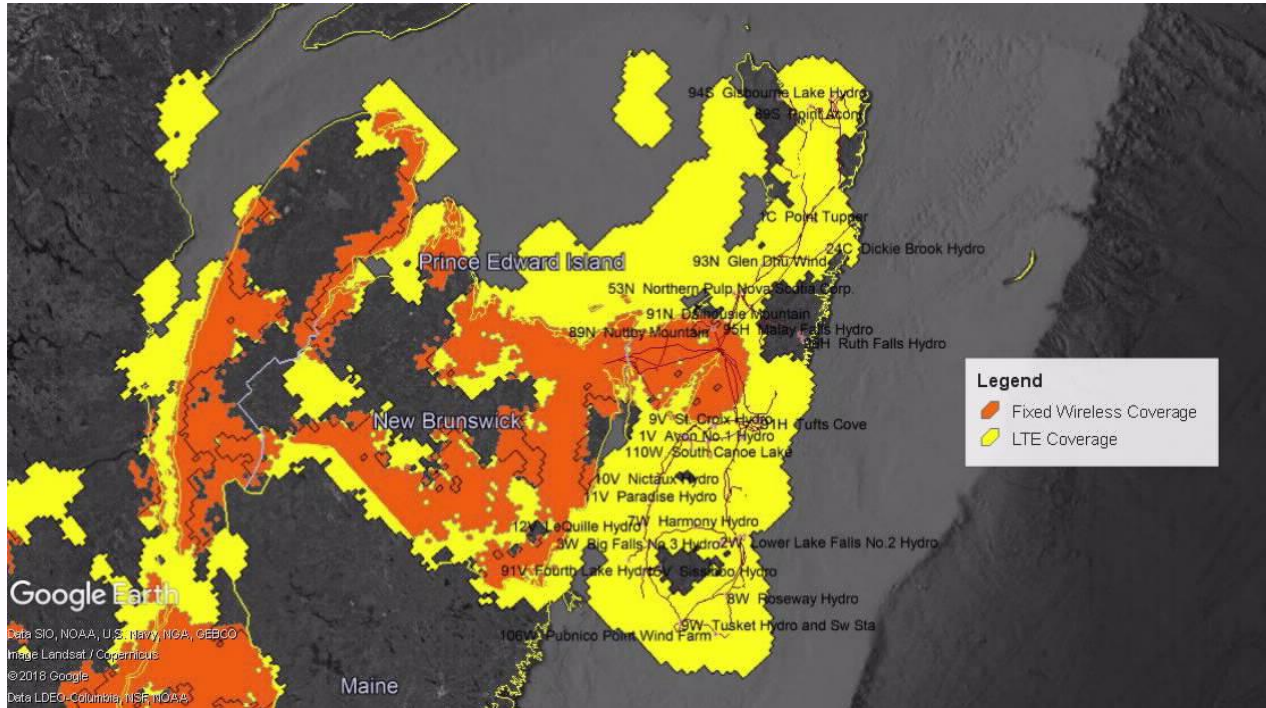 94S Gisbourne Lake Hydro
89S Point Aconi
1C Point Tupper
24C Dickie Brook Hydro
Prince Edward Island
93N Glen Dhu Wind
53N Northern Pulp Nova Scotia Corp.
91N Dalhousie Mountain
89N Nuttby Mountain
95H Malay Falls Hydro
H Ruth Falls Hydro
Legend
Fixed Wireless Coverage
LTE Coverage
New Brunswick
9V St. Croix Hydro
91H Tufts Cove
1V Avon No.1 Hydro
110W South Canoe Lake
10V Nictaux Hydro
11V Paradise Hydro
12V LeQuille Hydro
7W Harmony Hydro
3W Big Falls No.3 Hydro
2W Lower Lake Falls No.2 Hydro
91V Fourth Lake Hydro
Sissiboo Hydro
8W Roseway Hydro
9W Tusket Hydro and Sw Sta
106W Pubnico Point Wind Farm
Google Earth
Data SIO, NOAA, U.S. Navy, NGA, GEBCO
Image Landsat / Copernicus
©2018 Google
Data LDEO-Columbia, NSF, NOAA
Maine